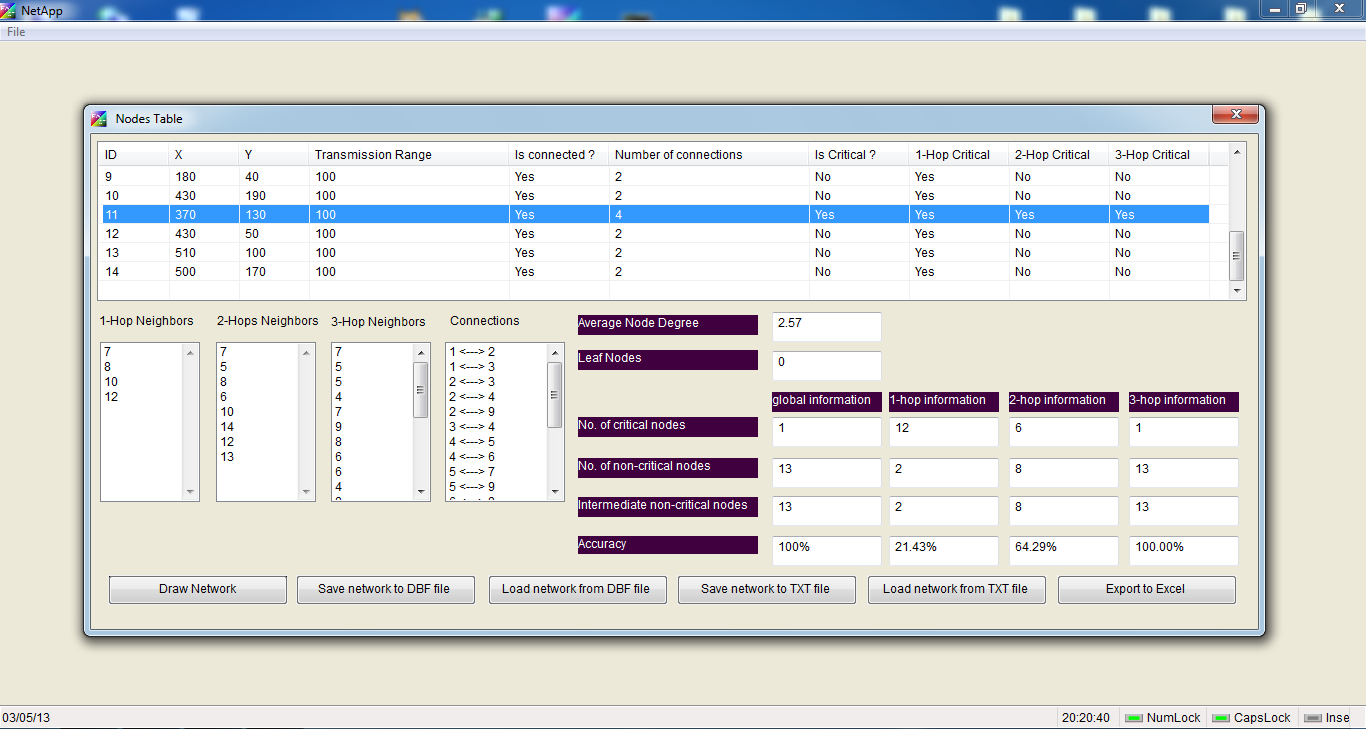 NetApp
File
Nodes Table
ID X Y Transmission Range Is connected ? Number of connections Is Critical ? 1-Hop Critical 2-Hop Critical 3-Hop Critical
9 180 40 100 Yes 2 No Yes No No
10 430 190 100 Yes 2 No Yes No No
11 370 130 100 Yes 4 Yes Yes Yes Yes
12 430 50 100 Yes 2 No Yes No No
13 510 100 100 Yes 2 No Yes No No
14 500 170 100 Yes 2 No Yes No No
1-Hop Neighbors
7
8
10
12
2-Hops Neighbors
7
5
8
6
10
14
12
13
3-Hop Neighbors
7
5
5
4
7
9
8
6
6
4
Connections
1 <---> 2
1 <---> 3
2 <---> 3
2 <---> 4
2 <---> 9
3 <---> 4
4 <---> 5
4 <---> 6
5 <---> 7
5 <---> 9
Average Node Degree 2.57
Leaf Nodes 0
global information 1-hop information 2-hop information 3-hop information
No. of critical nodes 1 12 6 1
No. of non-critical nodes 13 2 8 13
Intermediate non-critical nodes 13 2 8 13
Accuracy 100% 21.43% 64.29% 100.00%
Draw Network Save network to DBF file Load network from DBF file Save network to TXT file Load network from TXT file Export to Excel
03/05/13 20:20:40 NumLock CapsLock Inse